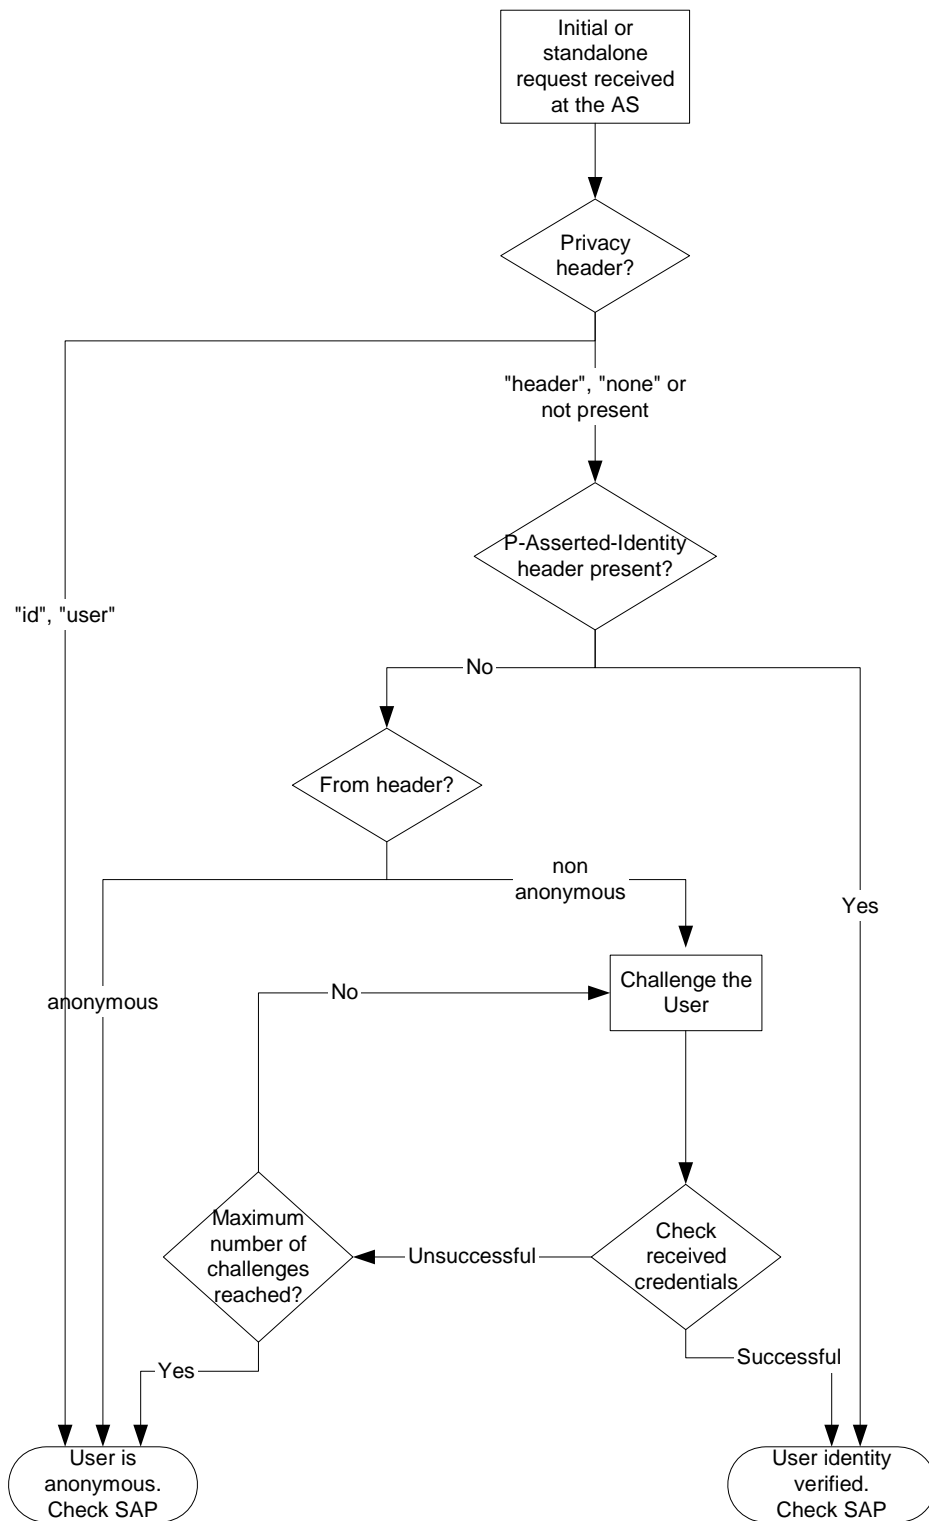 Initial or
standalone
request received
at the AS
Privacy
header?
"header", "none" or
not present
P-Asserted-Identity
header present?
"id", "user"
No
From header?
non
anonymous
Yes
Challenge the
User
No
anonymous
Maximum
number of
challenges
reached?
Unsuccessful
Check
received
credentials
Yes
Successful
User is
anonymous.
Check SAP
User identity
verified.
Check SAP